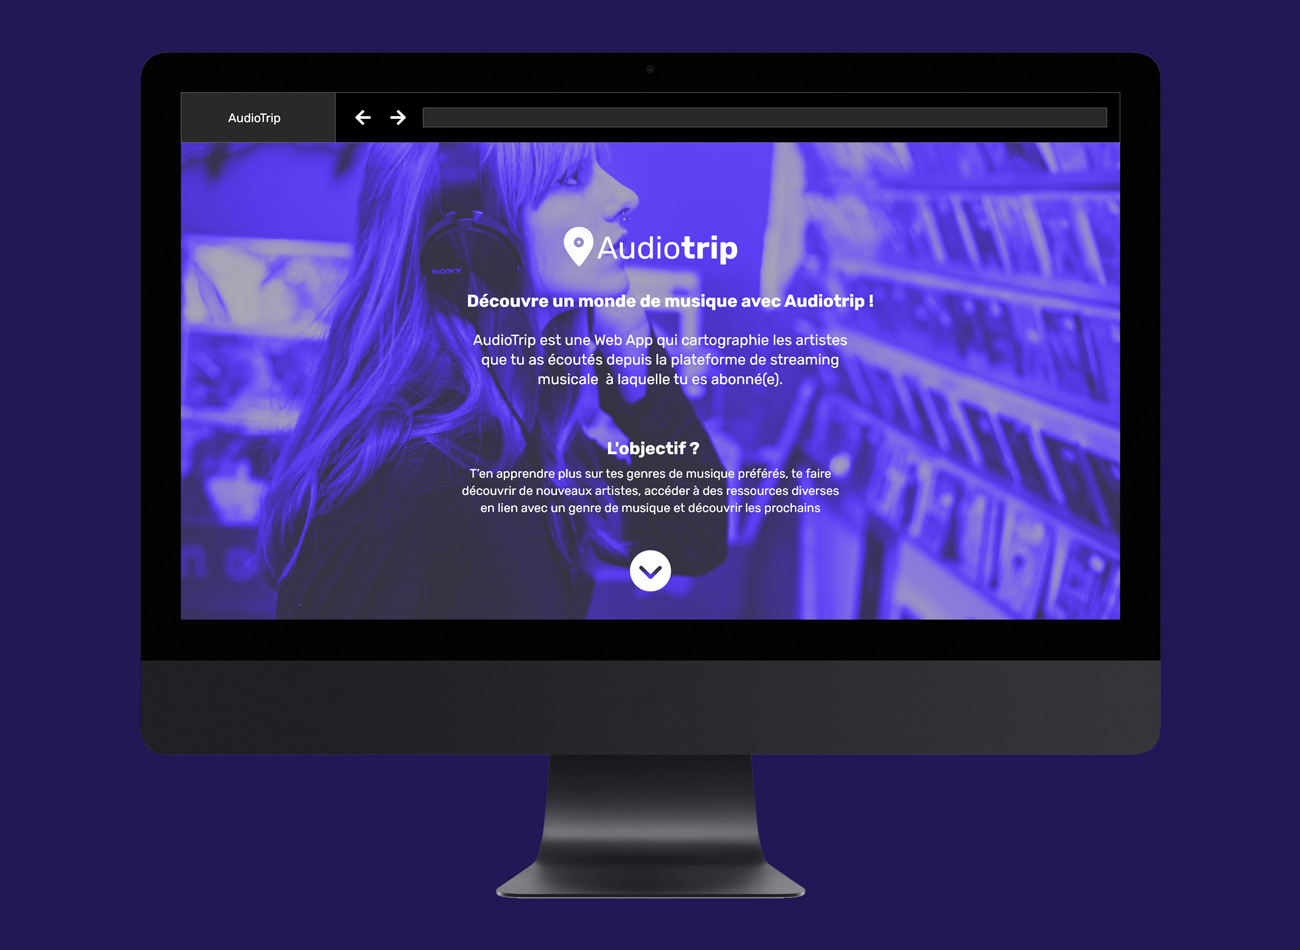 AudioTrip
SONY
Audiotrip
Découvre un monde de musique avec Audiotrip !
AudioTrip est une Web App qui cartographie les artistes
que tu as écoutés depuis la plateforme de streaming
musicale à laquelle tu es abonné(e).
L'objectif ?
T'en apprendre plus sur tes genres de musique préférés, te faire
découvrir de nouveaux artistes, accéder à des ressources diverses
en lien avec un genre de musique et découvrir les prochains